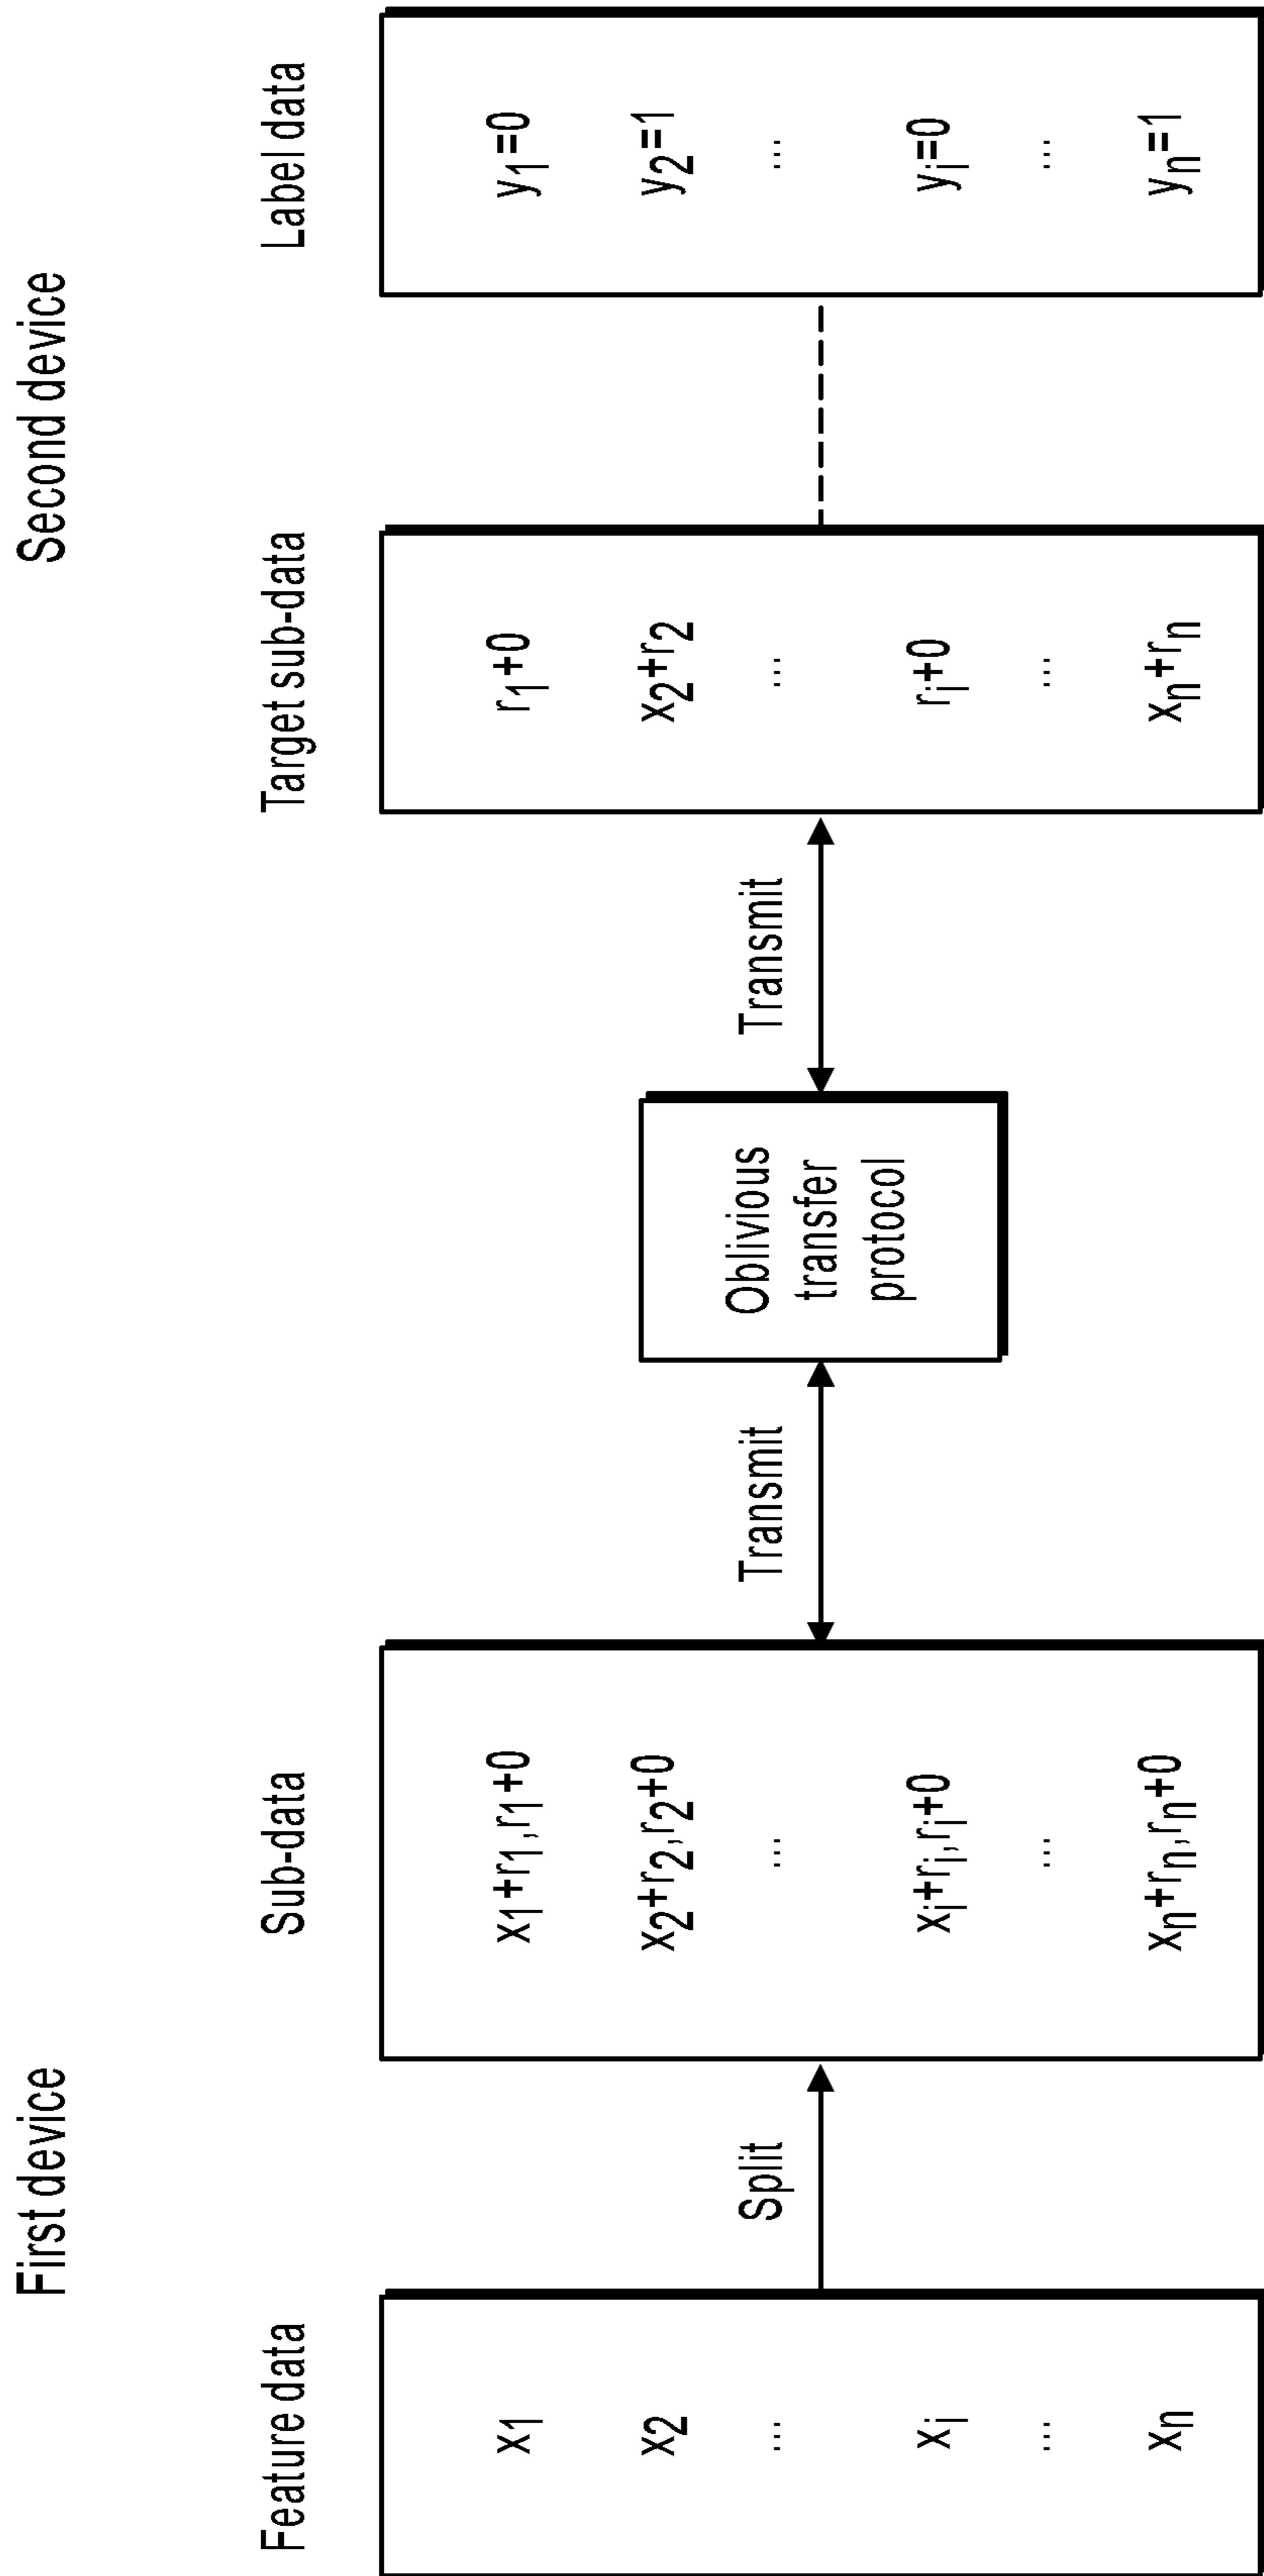 First device
Second device
Feature data
x1
x2
...
xi
...
xn
Split
Sub-data
x1+r1,r1+0
x2+r2,r2+0
...
xi+ri,ri+0
...
xn+rn,rn+0
Transmit
Oblivious
transfer
protocol
Transmit
Target sub-data
r1+0
x2+r2
...
ri+0
...
xn+rn
Label data
y1=0
y2=1
...
yi=0
...
yn=1